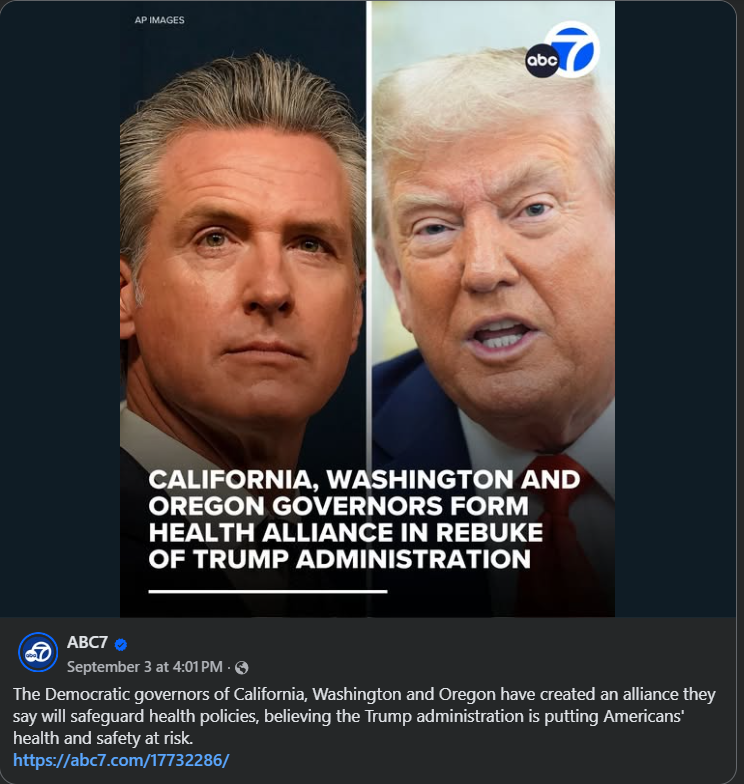 AP IMAGES
abc 7
CALIFORNIA, WASHINGTON AND
OREGON GOVERNORS FORM
HEALTH ALLIANCE IN REBUKE
OF TRUMP ADMINISTRATION
abc 7
ABC7
September 3 at 4:01 PM ·
The Democratic governors of California, Washington and Oregon have created an alliance they
say will safeguard health policies, believing the Trump administration is putting Americans'
health and safety at risk.
https://abc7.com/17732286/